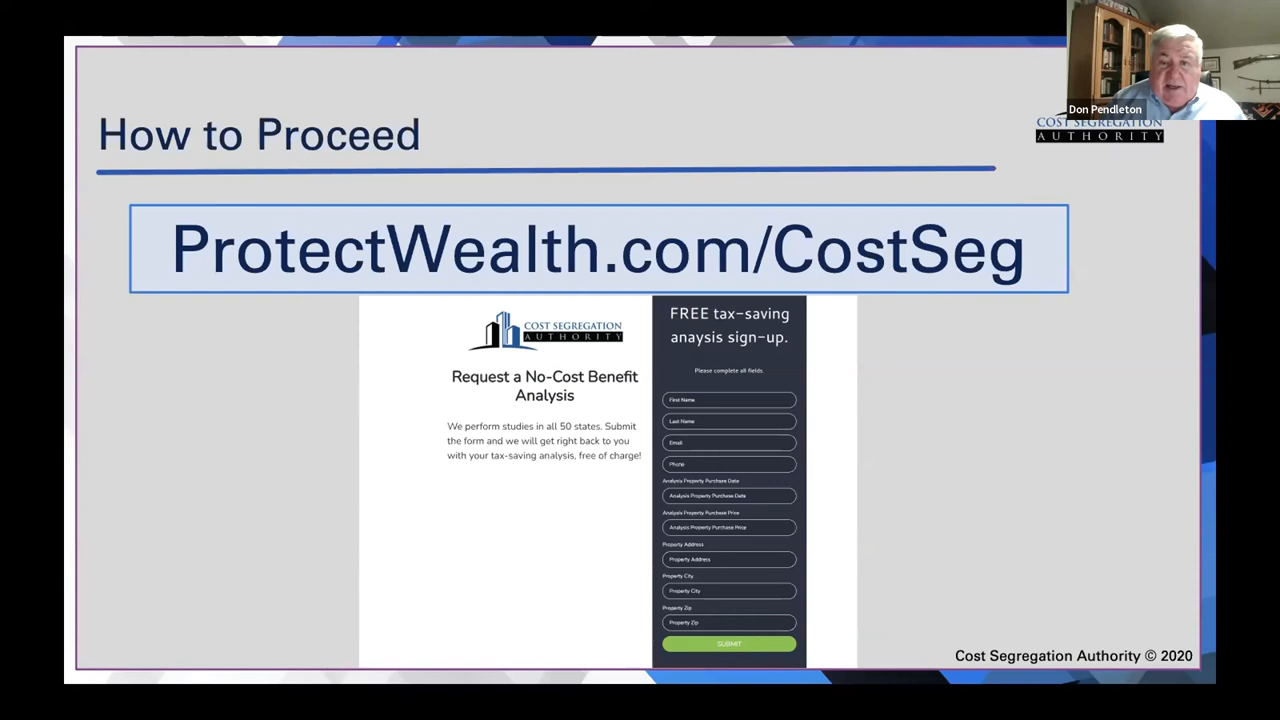 Don Pendleton
How to Proceed
COST SEGREGATION
AUTHORITY
ProtectWealth.com/CostSeg
COST SEGREGATION
AUTHORITY
Request a No-Cost Benefit
Analysis
We perform studies in all 50 states. Submit
the form and we will get right back to you
with your tax-saving analysis, free of charge!
FREE tax-saving
anaysis sign-up.
Please complete all fields.
First Name
Last Name
Email
Phone
Analysis Property Purchase Date
Analysis Property Purchase Date
Analysis Property Purchase Price
Analysis Property Purchase Price
Property Address
Property Address
Property City
Property City
Property Zip
Property Zip
SUBMIT
Cost Segregation Authority © 2020